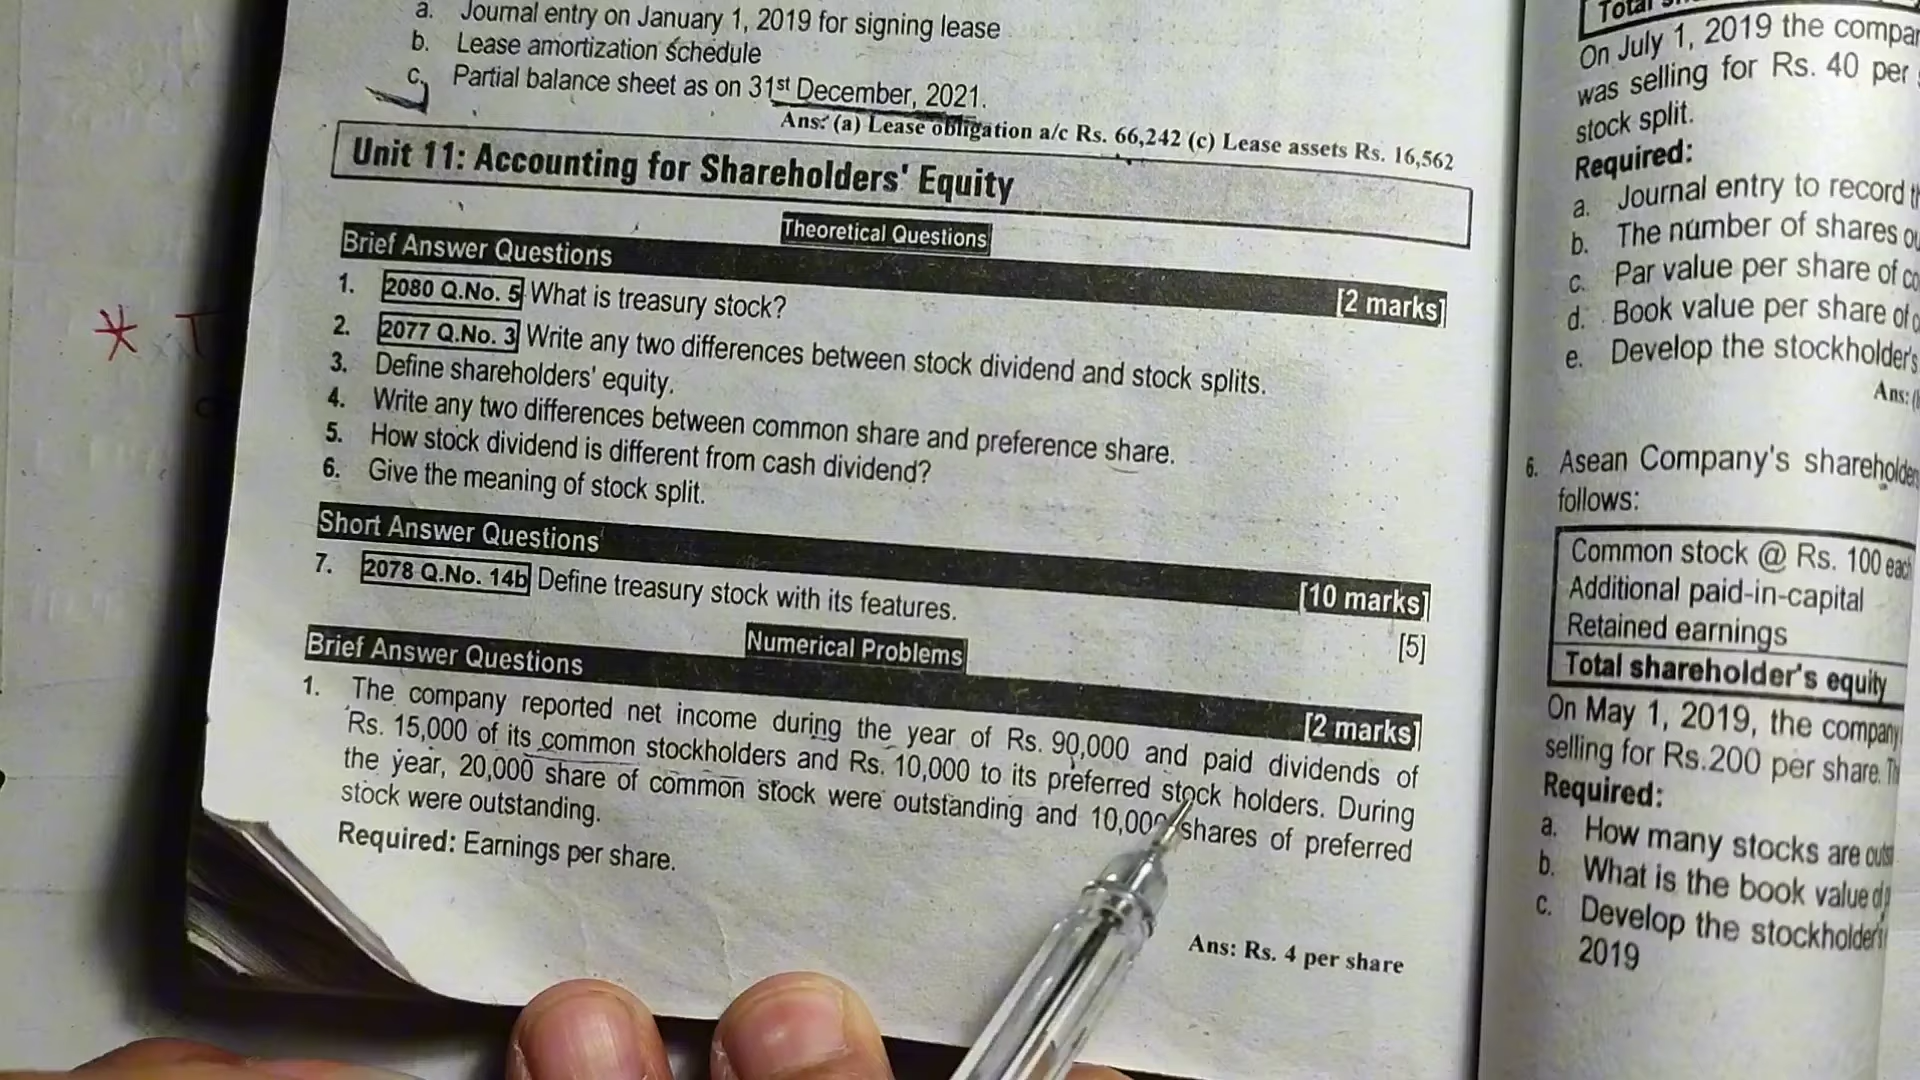 a. Journal entry on January 1, 2019 for signing lease
b. Lease amortization schedule
c. Partial balance sheet as on 31st December, 2021.
Ans: (a) Lease obligation a/c Rs. 66,242 (c) Lease assets Rs. 16,562
Unit 11: Accounting for Shareholders' Equity
Theoretical Questions
Brief Answer Questions [2 marks]
1. 2080 Q.No. 5 What is treasury stock?
2. 2077 Q.No. 3 Write any two differences between stock dividend and stock splits.
3. Define shareholders' equity.
4. Write any two differences between common share and preference share.
5. How stock dividend is different from cash dividend?
6. Give the meaning of stock split.
Short Answer Questions [10 marks]
7. 2078 Q.No. 14b Define treasury stock with its features. [5]
Numerical Problems
Brief Answer Questions [2 marks]
1. The company reported net income during the year of Rs. 90,000 and paid dividends of
Rs. 15,000 of its common stockholders and Rs. 10,000 to its preferred stock holders. During
the year, 20,000 share of common stock were outstanding and 10,000 shares of preferred
stock were outstanding.
Required: Earnings per share.
Ans: Rs. 4 per share
Total
On July 1, 2019 the compan
was selling for Rs. 40 per
stock split.
Required:
a. Journal entry to record
b. The number of shares
c. Par value per share of
d. Book value per share of
e. Develop the stockholder's
Ans:
6. Asean Company's shareholder
follows:
Common stock @ Rs. 100 each
Additional paid-in-capital
Retained earnings
Total shareholder's equity
On May 1, 2019, the company
selling for Rs.200 per share.
Required:
a. How many stocks are
b. What is the book value
c. Develop the stockholder's
2019